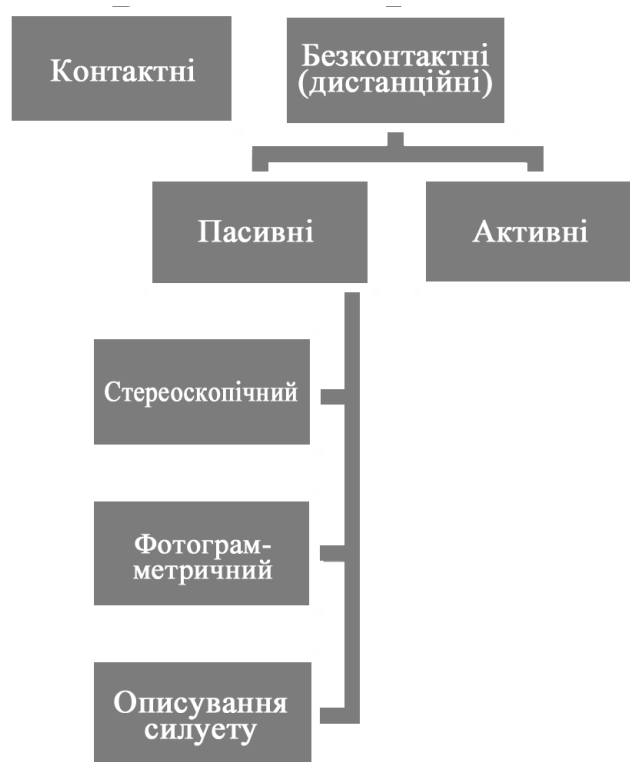 Контактні
Безконтактні
(дистанційні)
Пасивні
Активні
Стереоскопічний
Фотограм-
метричний
Описування
силуету